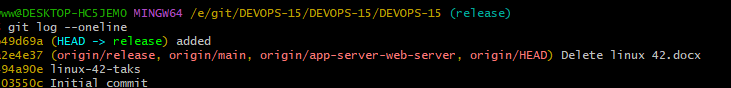 www@DESKTOP-HC5JEMO MINGW64 /e/git/DEVOPS-15/DEVOPS-15/DEVOPS-15 (release)
git log --oneline
49d69a (HEAD -> release) added
2e4e37 (origin/release, origin/main, origin/app-server-web-server, origin/HEAD) Delete linux 42.docx
94a90e linux-42-taks
03550c Initial commit